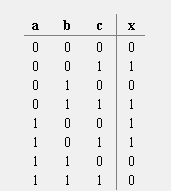 a b c x
0 0 0 0
0 0 1 1
0 1 0 0
0 1 1 1
1 0 0 1
1 0 1 1
1 1 0 0
1 1 1 0